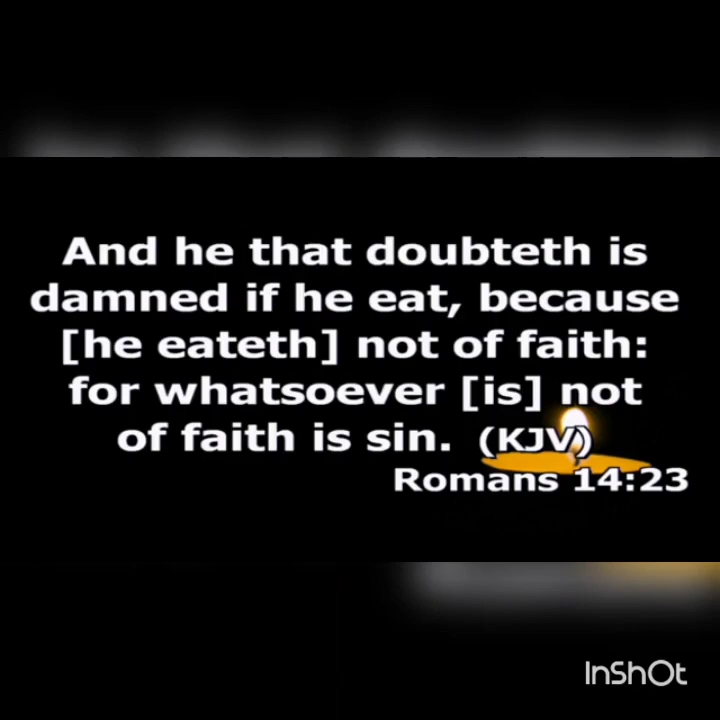 And he that doubteth is
damned if he eat, because
[he eateth] not of faith:
for whatsoever [is] not
of faith is sin. (KJV)
Romans 14:23
InShOt